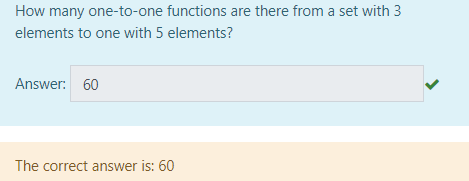 How many one-to-one functions are there from a set with 3
elements to one with 5 elements?
Answer: 60
The correct answer is: 60